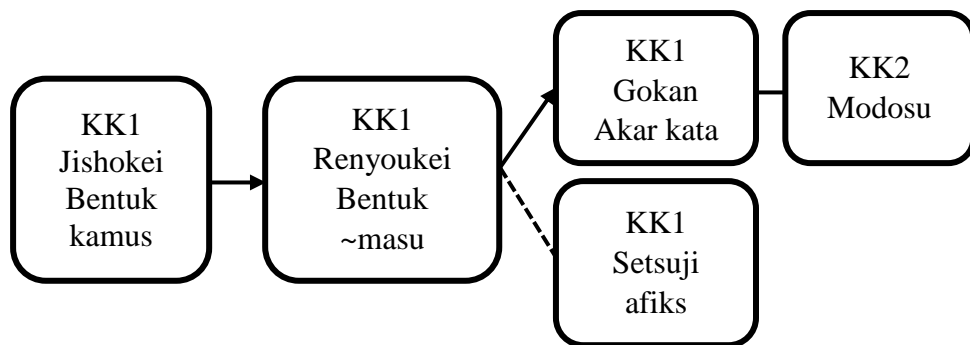 KK1
Jishokei
Bentuk
kamus
KK1
Renyoukei
Bentuk
~masu
KK1
Gokan
Akar kata
KK2
Modosu
KK1
Setsuji
afiks